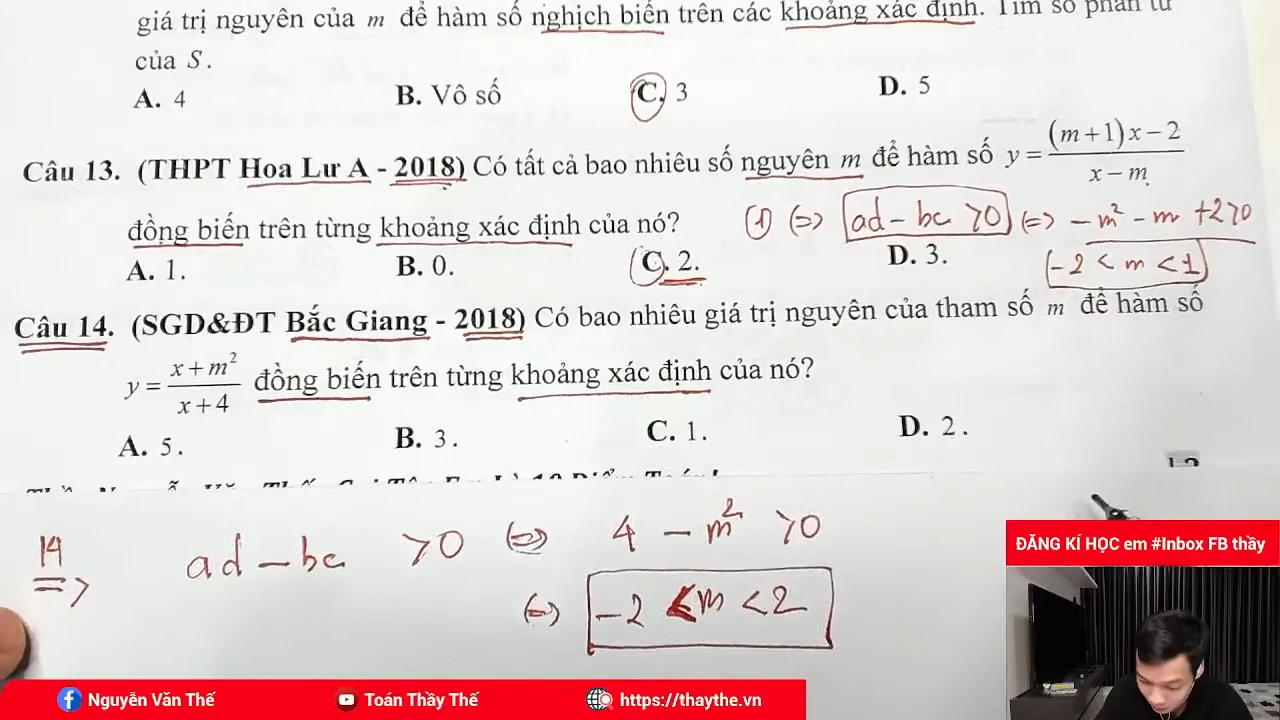 giá trị nguyên của m để hàm số nghịch biến trên các khoảng xác định. Tìm số phần tử
của S.
A. 4 B. Vô số C. 3 D. 5
Câu 13. (THPT Hoa Lư A - 2018) Có tất cả bao nhiêu số nguyên m để hàm số y = ((m+1)x−2)/(x−m)
đồng biến trên từng khoảng xác định của nó? (1) (=> ad − bc >0 (=> −m² − m +2>0
A. 1. B. 0. C. 2. D. 3. −2 < m < 1
Câu 14. (SGD&ĐT Bắc Giang - 2018) Có bao nhiêu giá trị nguyên của tham số m để hàm số
y = (x+m²)/(x+4) đồng biến trên từng khoảng xác định của nó?
A. 5. B. 3. C. 1. D. 2.
14 => ad − bc >0 (=> 4 − m² >0
(=> −2 < m < 2
ĐĂNG KÍ HỌC em #Inbox FB thầy
Nguyễn Văn Thế Toán Thầy Thế https://thaythe.vn